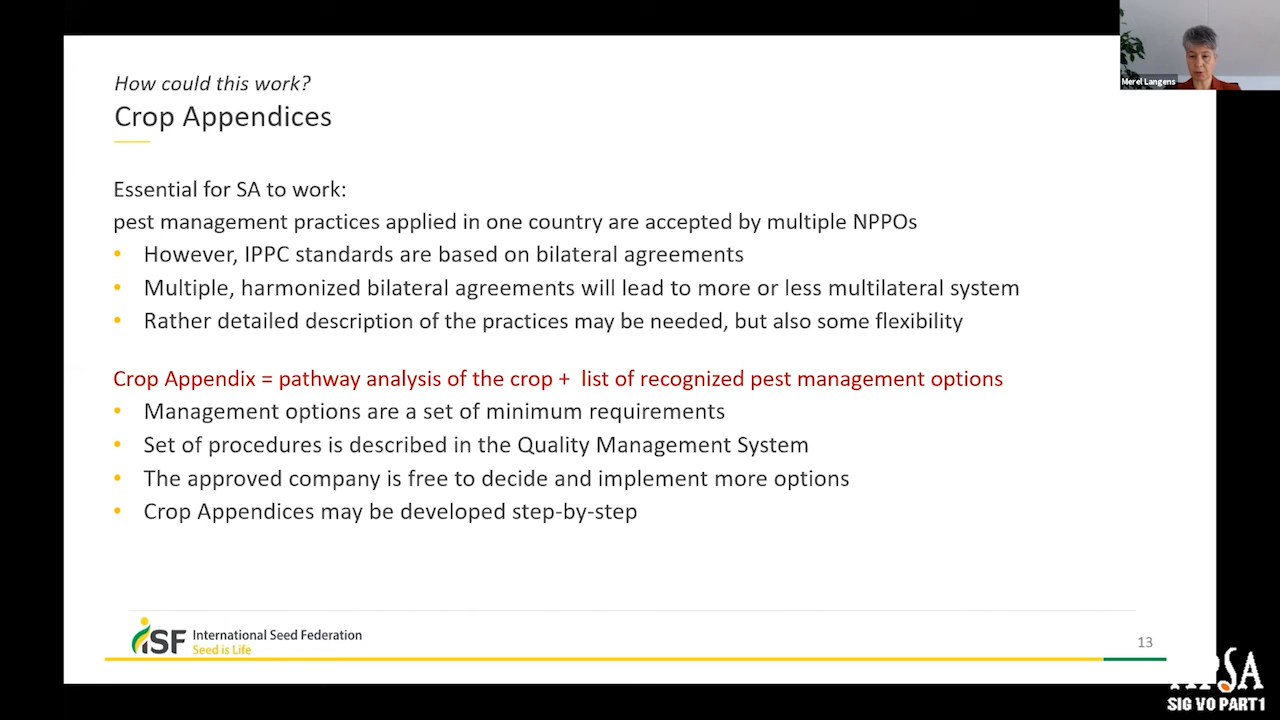 Merel Langens
How could this work?
Crop Appendices
Essential for SA to work:
pest management practices applied in one country are accepted by multiple NPPOs
• However, IPPC standards are based on bilateral agreements
• Multiple, harmonized bilateral agreements will lead to more or less multilateral system
• Rather detailed description of the practices may be needed, but also some flexibility
Crop Appendix = pathway analysis of the crop + list of recognized pest management options
• Management options are a set of minimum requirements
• Set of procedures is described in the Quality Management System
• The approved company is free to decide and implement more options
• Crop Appendices may be developed step-by-step
iSF International Seed Federation
Seed is Life
13
APSA
SIG VO PART1